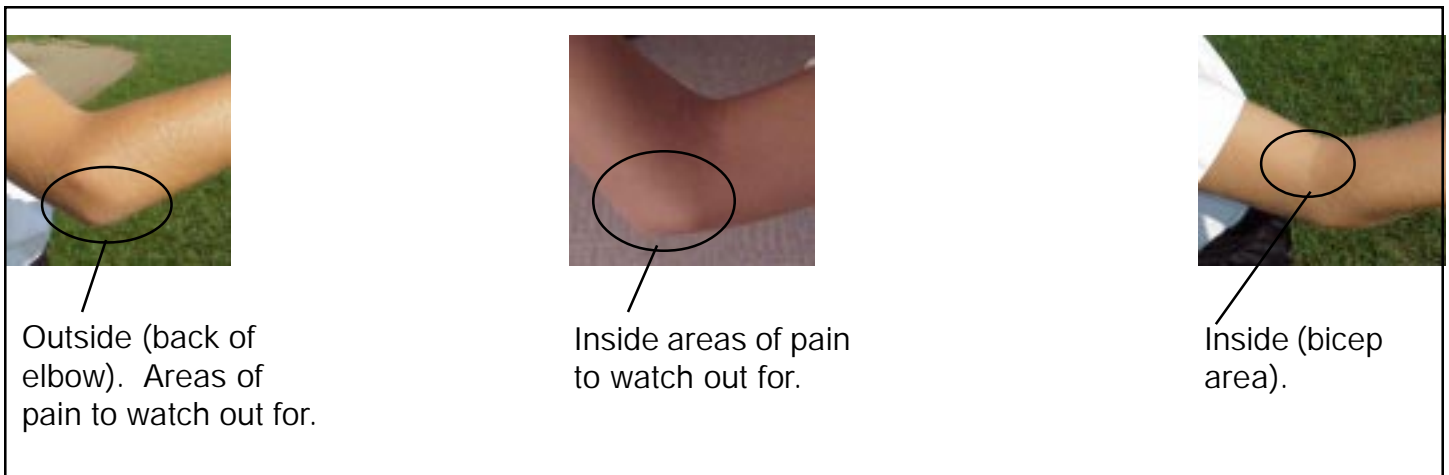 Outside (back of
elbow).  Areas of
pain to watch out for.
Inside areas of pain
to watch out for.
Inside (bicep
area).